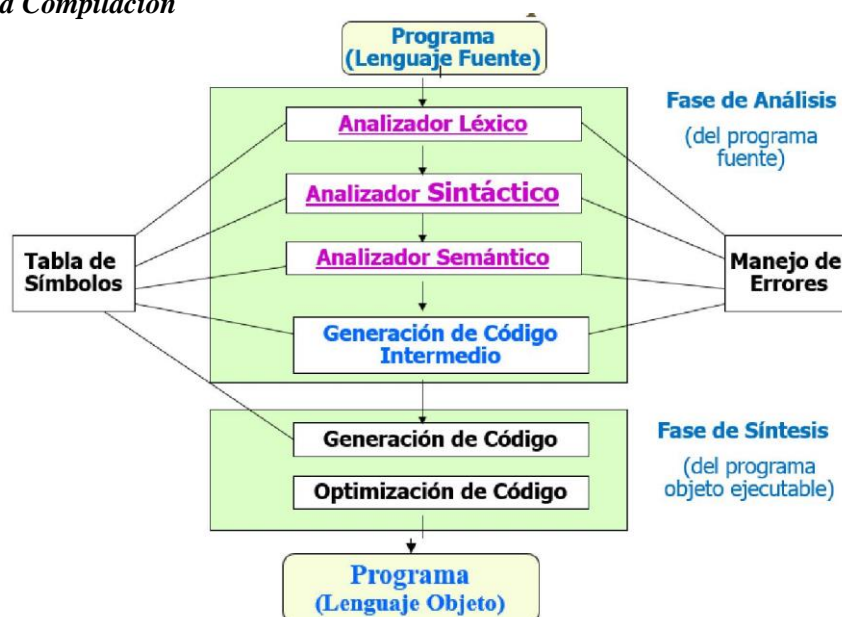 a Compilación
Programa
(Lenguaje Fuente)
Fase de Análisis
(del programa
fuente)
Analizador Léxico
Analizador Sintáctico
Analizador Semántico
Tabla de
Símbolos
Manejo de
Errores
Generación de Código
Intermedio
Generación de Código
Optimización de Código
Fase de Síntesis
(del programa
objeto ejecutable)
Programa
(Lenguaje Objeto)